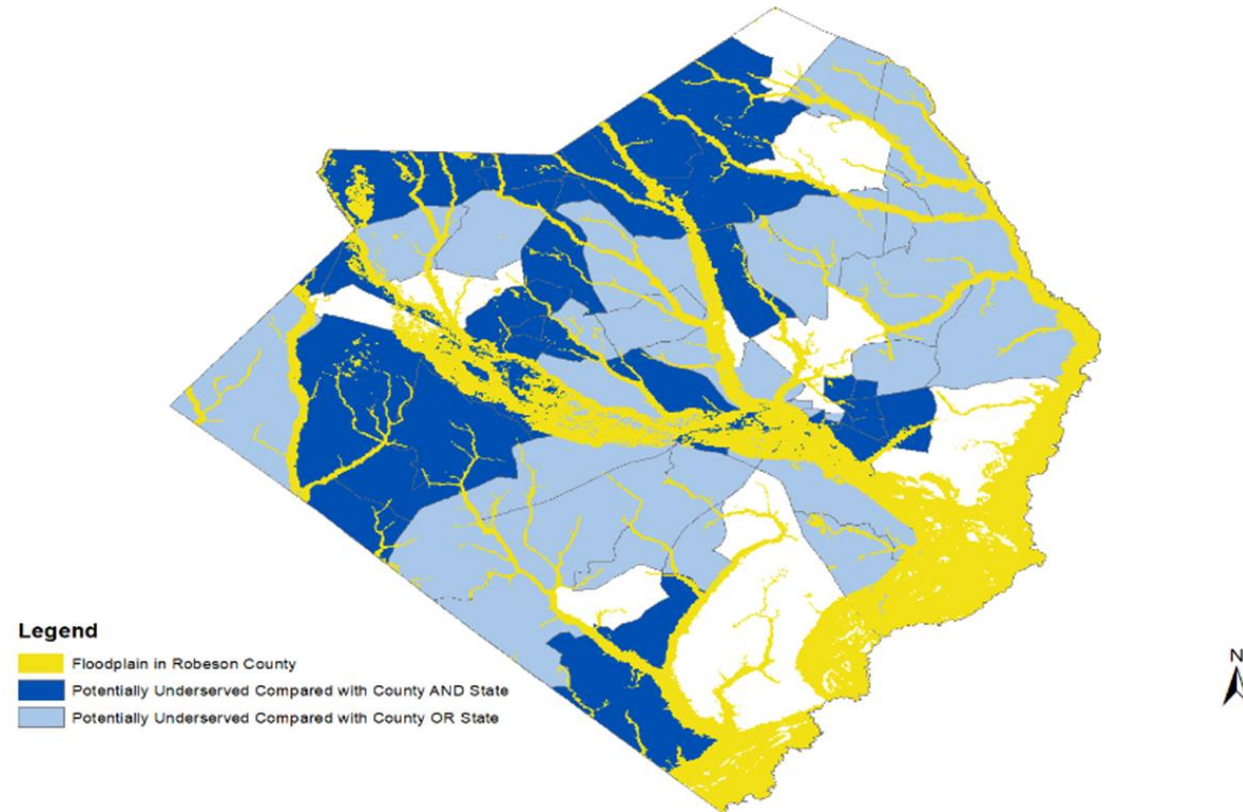 Legend
Floodplain in Robeson County
Potentially Underserved Compared with County AND State
Potentially Underserved Compared with County OR State
N